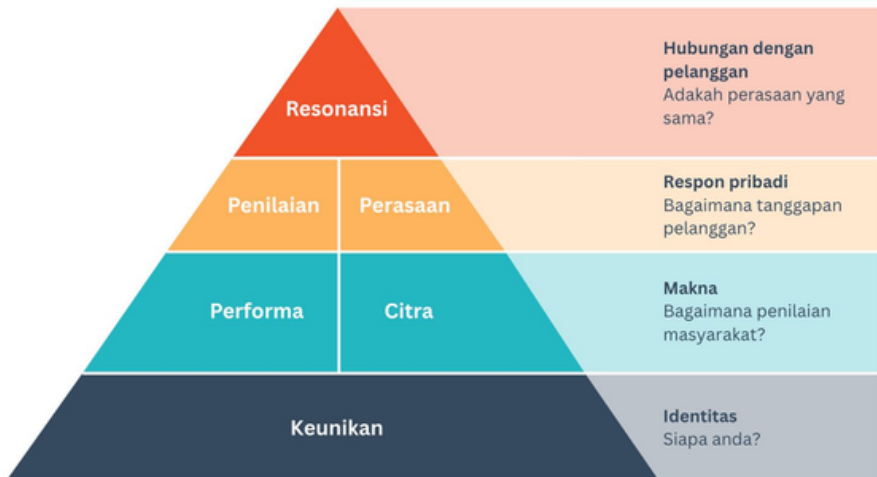 Resonansi
Hubungan dengan
pelanggan
Adakah perasaan yang
sama?
Penilaian
Perasaan
Respon pribadi
Bagaimana tanggapan
pelanggan?
Performa
Citra
Makna
Bagaimana penilaian
masyarakat?
Keunikan
Identitas
Siapa anda?